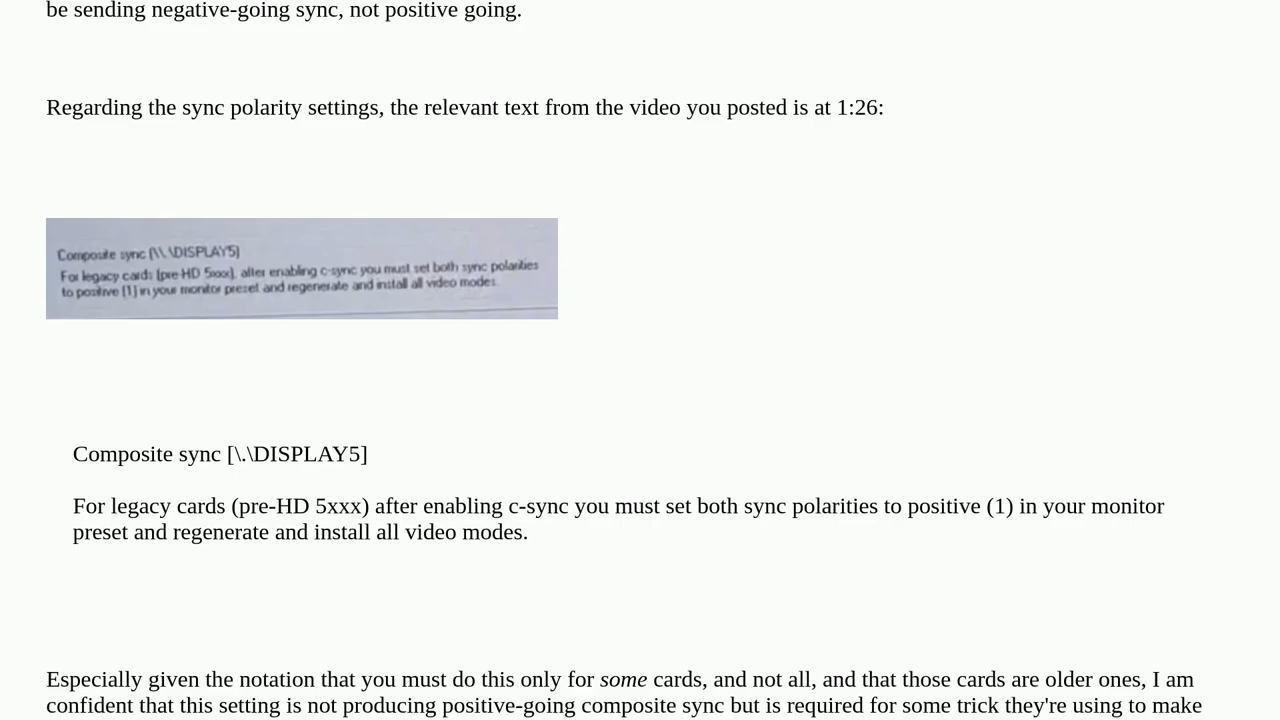 be sending negative-going sync, not positive going.
Regarding the sync polarity settings, the relevant text from the video you posted is at 1:26:
Composite sync [\\.\DISPLAY5]
For legacy cards [pre-HD 5xxx], after enabling c-sync you must set both sync polarities
to positive [1] in your monitor preset and regenerate and install all video modes.
Composite sync [\.\DISPLAY5]
For legacy cards (pre-HD 5xxx) after enabling c-sync you must set both sync polarities to positive (1) in your monitor
preset and regenerate and install all video modes.
Especially given the notation that you must do this only for some cards, and not all, and that those cards are older ones, I am
confident that this setting is not producing positive-going composite sync but is required for some trick they're using to make